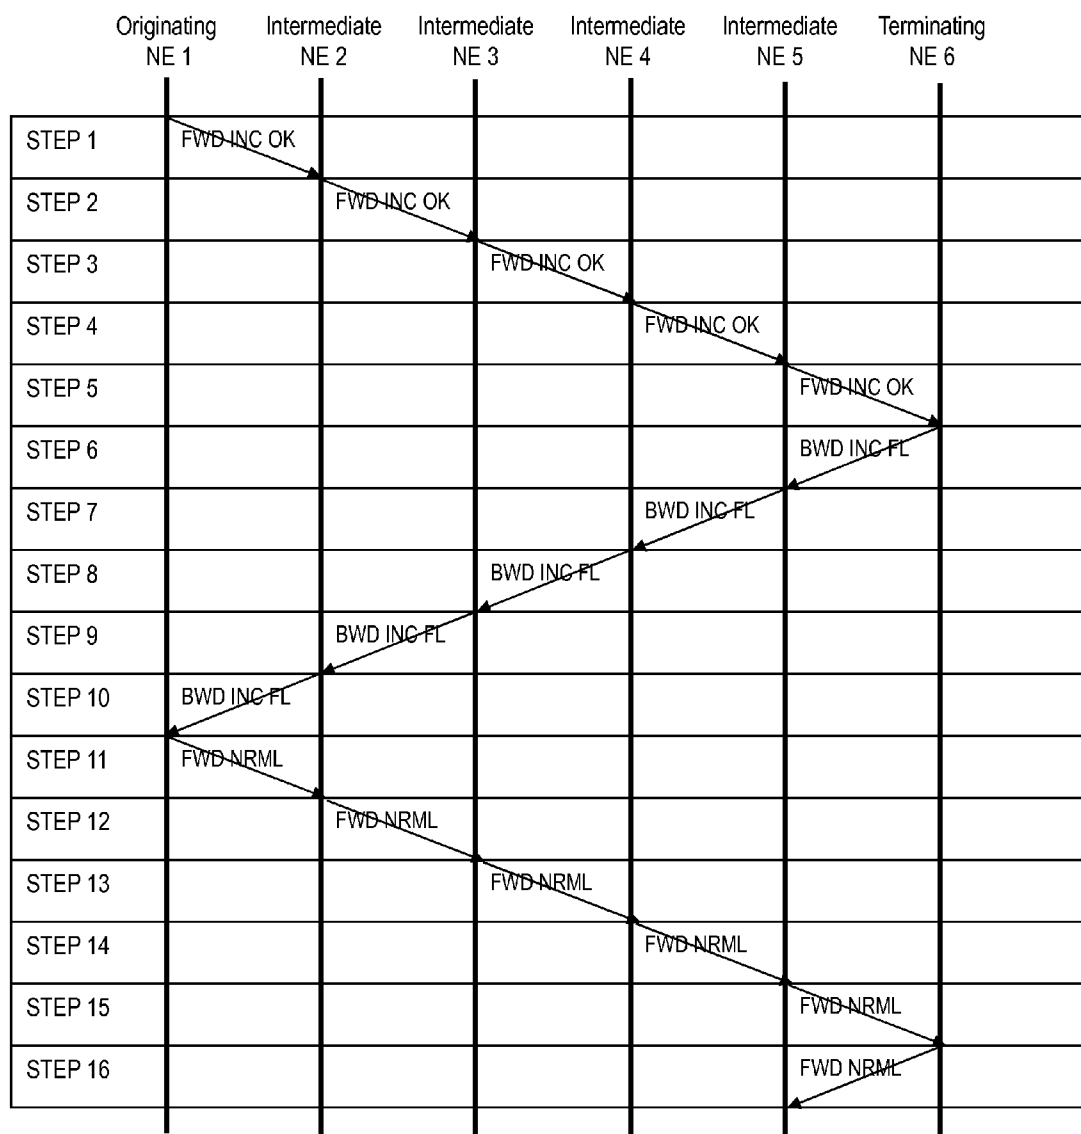 Originating Intermediate Intermediate Intermediate Intermediate Terminating
NE 1 NE 2 NE 3 NE 4 NE 5 NE 6
STEP 1 FWD INC OK
STEP 2 FWD INC OK
STEP 3 FWD INC OK
STEP 4 FWD INC OK
STEP 5 FWD INC OK
STEP 6 BWD INC FL
STEP 7 BWD INC FL
STEP 8 BWD INC FL
STEP 9 BWD INC FL
STEP 10 BWD INC FL
STEP 11 FWD NRML
STEP 12 FWD NRML
STEP 13 FWD NRML
STEP 14 FWD NRML
STEP 15 FWD NRML
STEP 16 FWD NRML